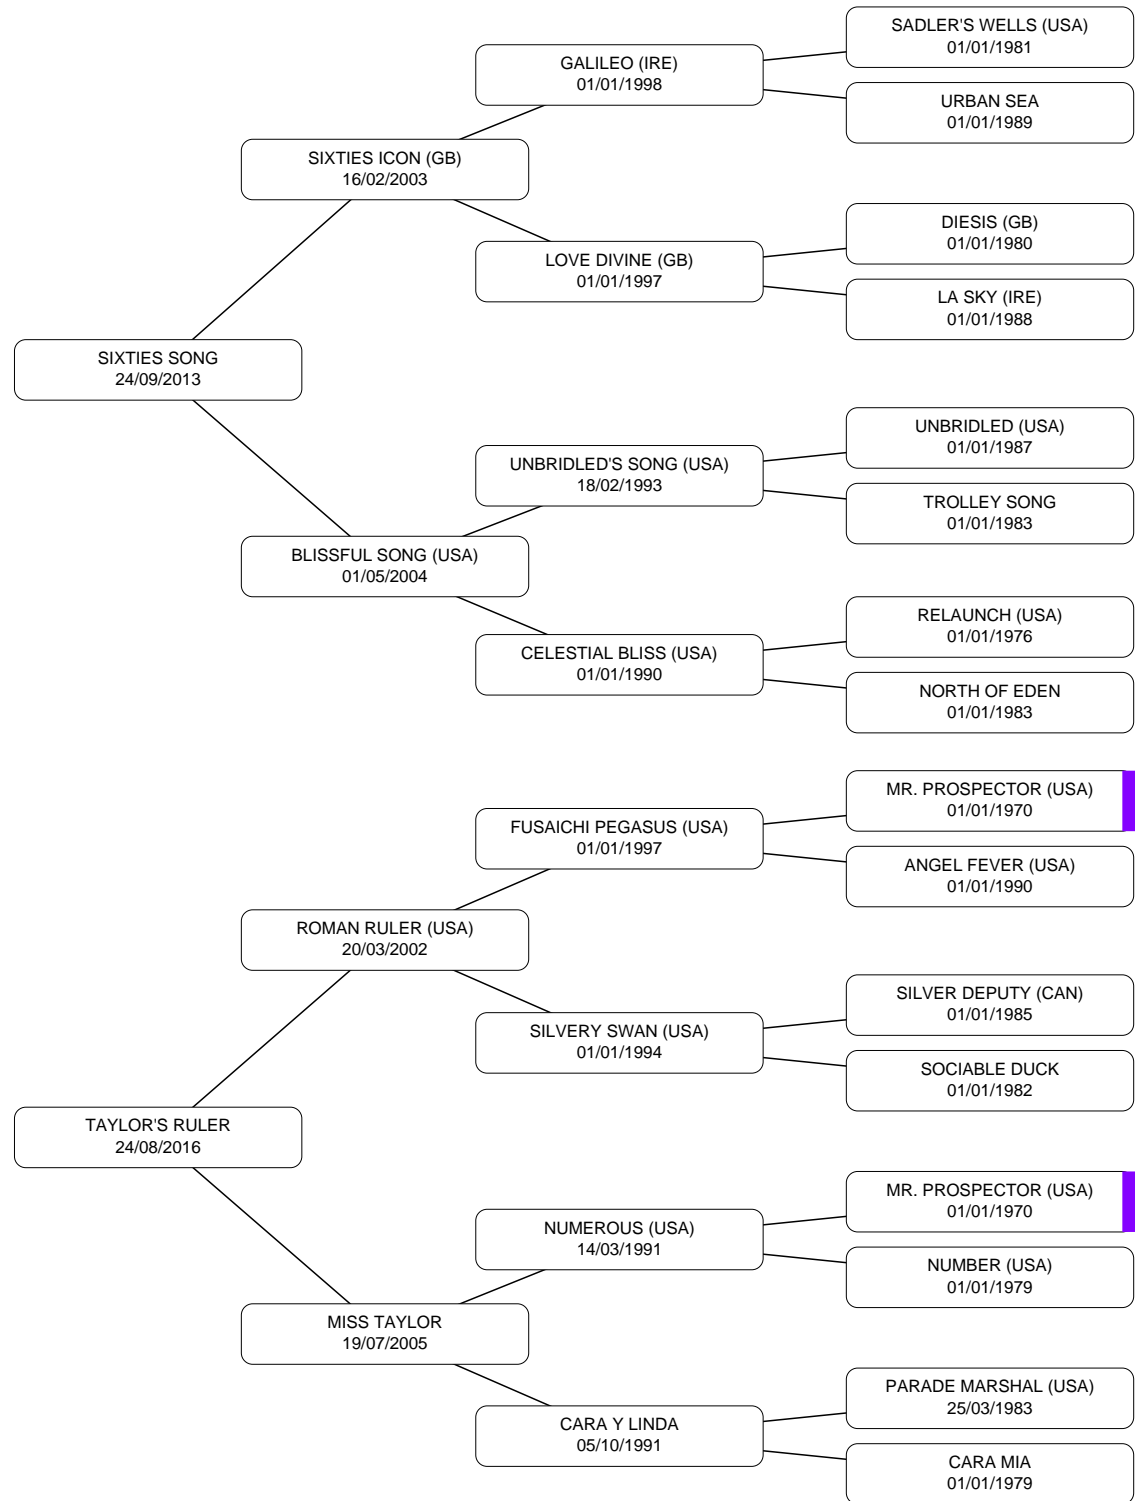 SADLER'S WELLS (USA)
01/01/1981
GALILEO (IRE)
01/01/1998
URBAN SEA
01/01/1989
SIXTIES ICON (GB)
16/02/2003
DIESIS (GB)
01/01/1980
LOVE DIVINE (GB)
01/01/1997
LA SKY (IRE)
01/01/1988
SIXTIES SONG
24/09/2013
UNBRIDLED (USA)
01/01/1987
UNBRIDLED'S SONG (USA)
18/02/1993
TROLLEY SONG
01/01/1983
BLISSFUL SONG (USA)
01/05/2004
RELAUNCH (USA)
01/01/1976
CELESTIAL BLISS (USA)
01/01/1990
NORTH OF EDEN
01/01/1983
MR. PROSPECTOR (USA)
01/01/1970
FUSAICHI PEGASUS (USA)
01/01/1997
ANGEL FEVER (USA)
01/01/1990
ROMAN RULER (USA)
20/03/2002
SILVER DEPUTY (CAN)
01/01/1985
SILVERY SWAN (USA)
01/01/1994
SOCIABLE DUCK
01/01/1982
TAYLOR'S RULER
24/08/2016
MR. PROSPECTOR (USA)
01/01/1970
NUMEROUS (USA)
14/03/1991
NUMBER (USA)
01/01/1979
MISS TAYLOR
19/07/2005
PARADE MARSHAL (USA)
25/03/1983
CARA Y LINDA
05/10/1991
CARA MIA
01/01/1979